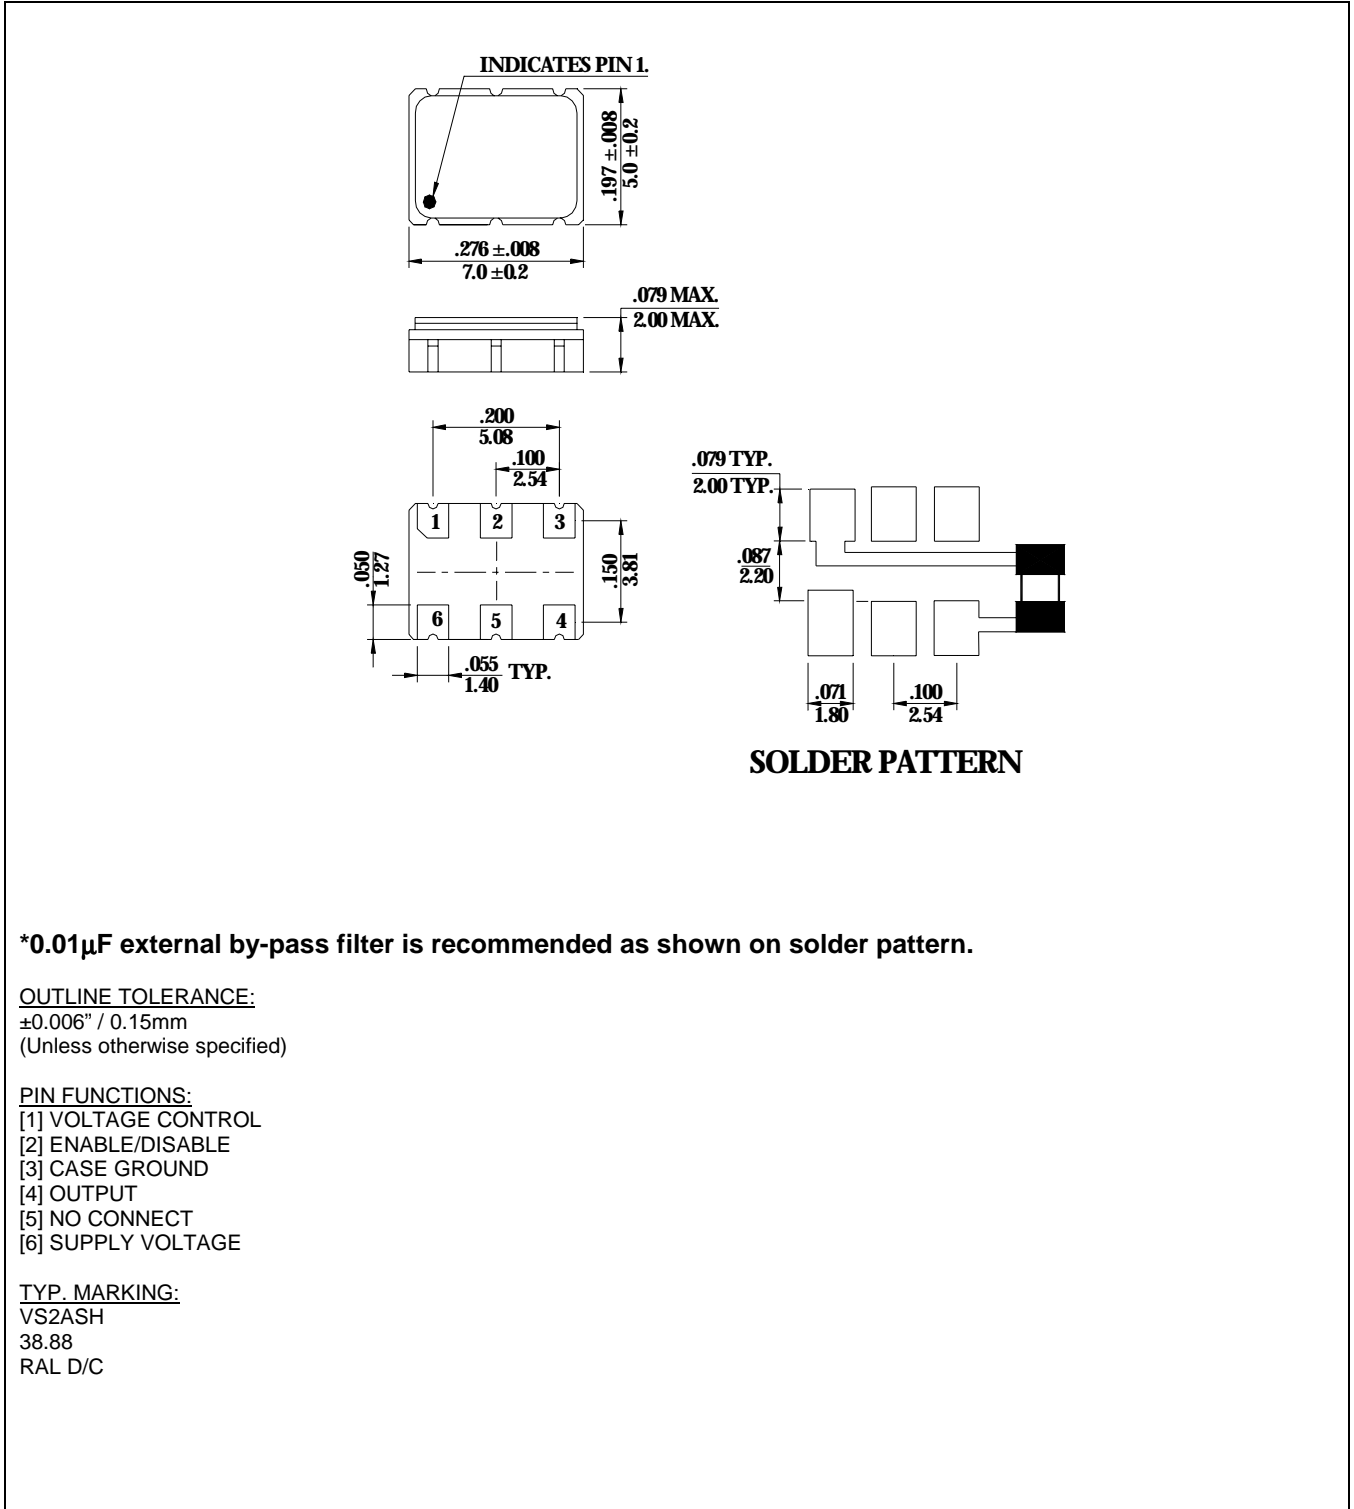 INDICATES PIN 1.
.197 ±.008
5.0 ±0.2
.276 ±.008
7.0 ±0.2
.079 MAX.
2.00 MAX.
.200
5.08
.100
2.54
1 2 3
.050
1.27
.150
3.81
6 5 4
.055 TYP.
1.40
.079 TYP.
2.00 TYP.
.087
2.20
.071
1.80
.100
2.54
SOLDER PATTERN
*0.01µF external by-pass filter is recommended as shown on solder pattern.
OUTLINE TOLERANCE:
±0.006” / 0.15mm
(Unless otherwise specified)
PIN FUNCTIONS:
[1] VOLTAGE CONTROL
[2] ENABLE/DISABLE
[3] CASE GROUND
[4] OUTPUT
[5] NO CONNECT
[6] SUPPLY VOLTAGE
TYP. MARKING:
VS2ASH
38.88
RAL D/C